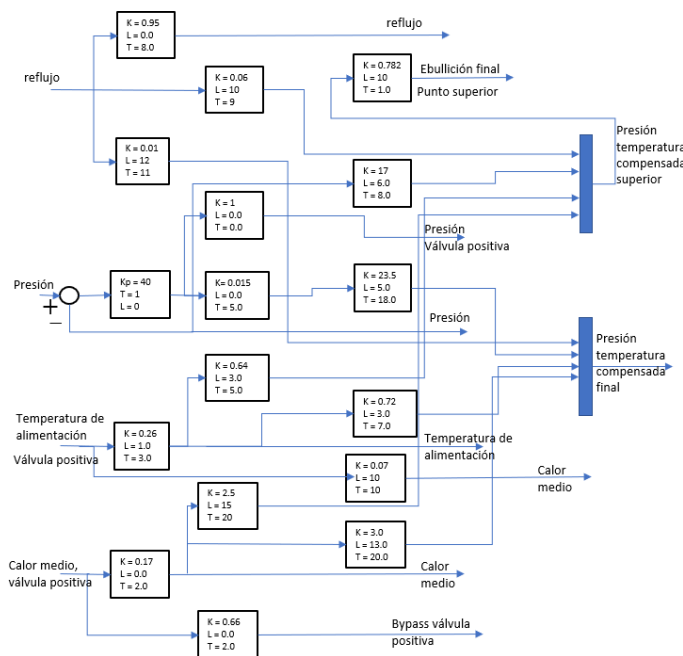 K = 0.95
L = 0.0
T = 8.0
reflujo
reflujo
K = 0.06
L = 10
T = 9
K = 0.782
L = 10
T = 1.0
Ebullición final
Punto superior
K = 0.01
L = 12
T = 11
K = 17
L = 6.0
T = 8.0
Presión
temperatura
compensada
superior
K = 1
L = 0.0
T = 0.0
Presión
Válvula positiva
Presión
+
–
Kp = 40
T = 1
L = 0
K= 0.015
L = 0.0
T = 5.0
K = 23.5
L = 5.0
T = 18.0
Presión
Presión
temperatura
compensada
final
K = 0.64
L = 3.0
T = 5.0
K = 0.72
L = 3.0
T = 7.0
Temperatura de
alimentación
Válvula positiva
K = 0.26
L = 1.0
T = 3.0
Temperatura de
alimentación
K = 0.07
L = 10
T = 10
Calor
medio
K = 2.5
L = 15
T = 20
K = 3.0
L = 13.0
T = 20.0
Calor medio,
válvula positiva
K = 0.17
L = 0.0
T = 2.0
Calor
medio
K = 0.66
L = 0.0
T = 2.0
Bypass válvula
positiva